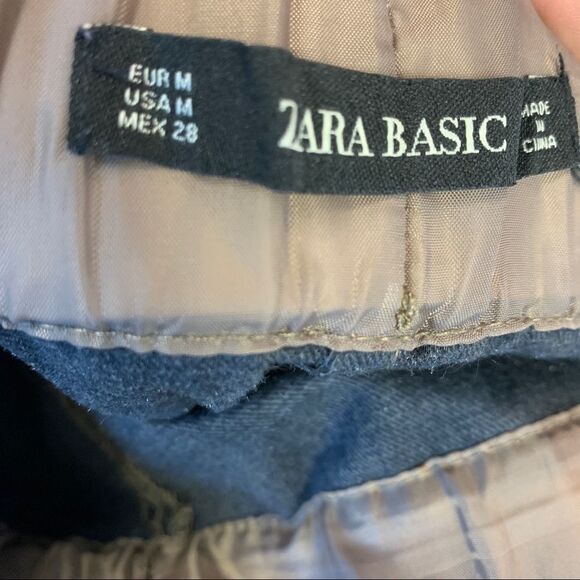 EUR M
USA M
MEX 28
ZARA BASIC
MADE
IN
CHINA